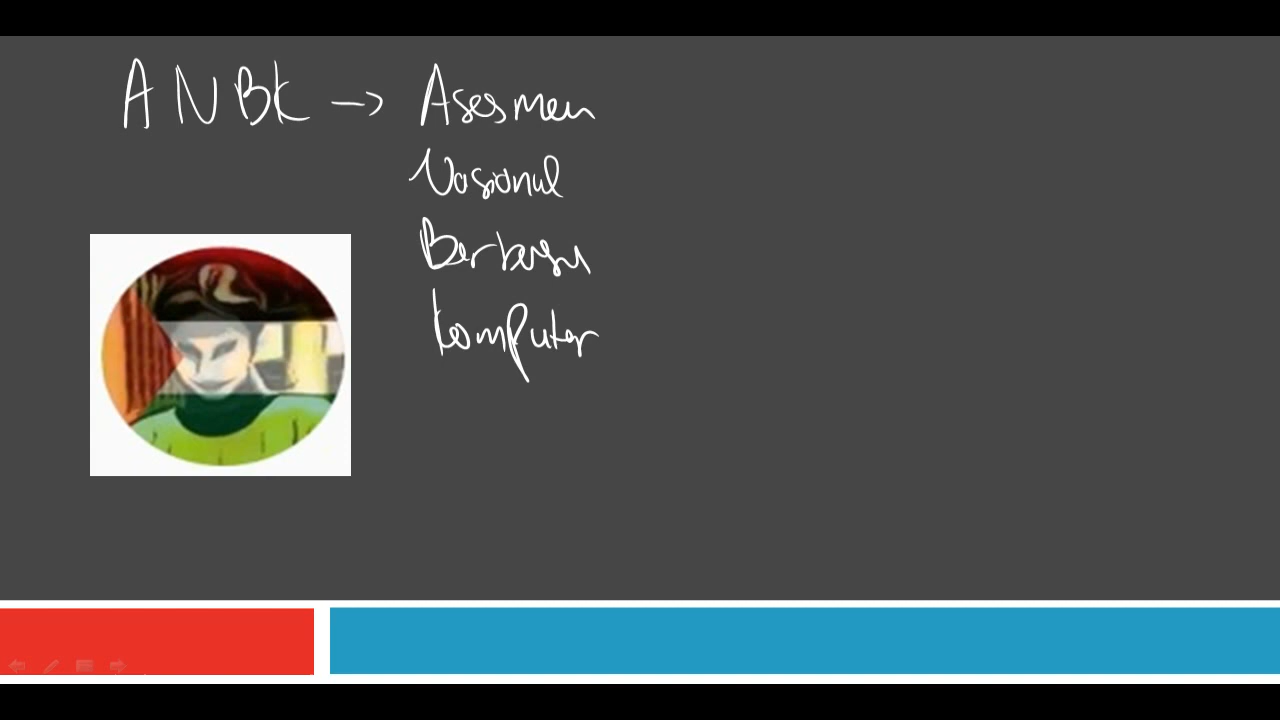 ANBK → Asesmen
Nasional
Berbasis
Komputer